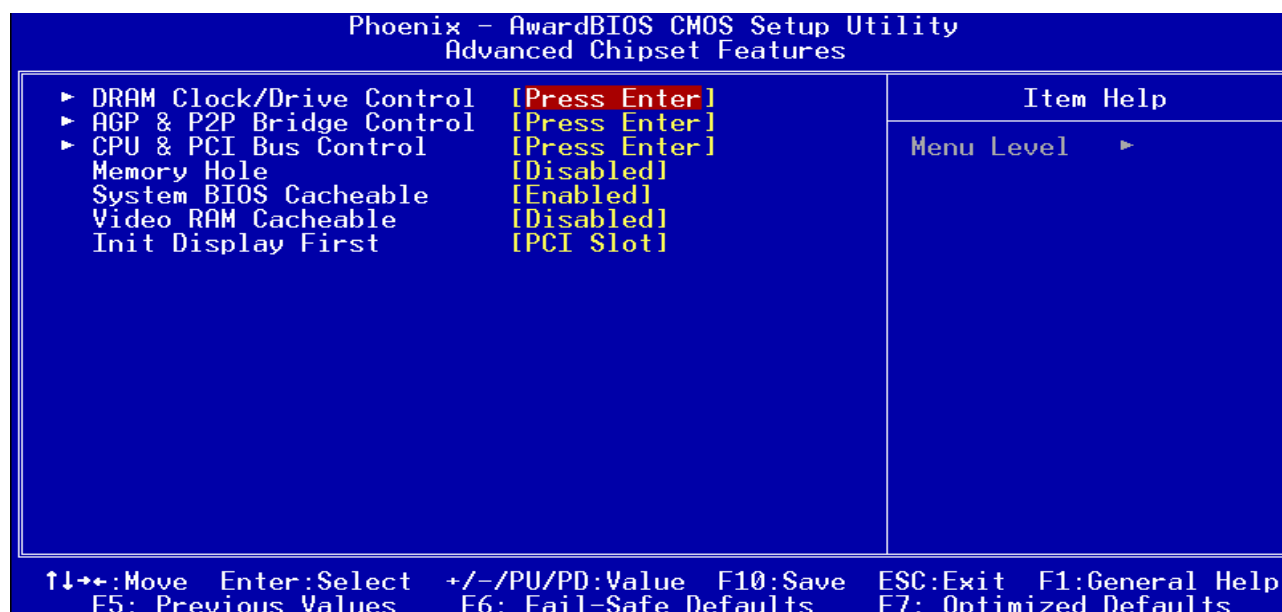 Phoenix - AwardBIOS CMOS Setup Utility
Advanced Chipset Features
► DRAM Clock/Drive Control [Press Enter]
► AGP & P2P Bridge Control [Press Enter]
► CPU & PCI Bus Control [Press Enter]
Memory Hole [Disabled]
System BIOS Cacheable [Enabled]
Video RAM Cacheable [Disabled]
Init Display First [PCI Slot]
Item Help
Menu Level ►
↑↓→←:Move Enter:Select +/-/PU/PD:Value F10:Save ESC:Exit F1:General Help
F5: Previous Values F6: Fail-Safe Defaults F7: Optimized Defaults